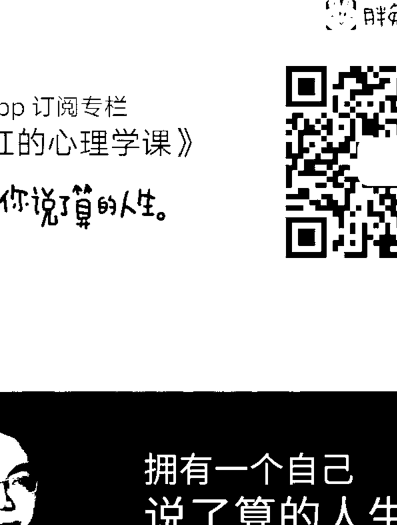 胖
pp 订阅专栏
的心理学课》
你说了算的人生。
拥有一个自己
说了算的人生